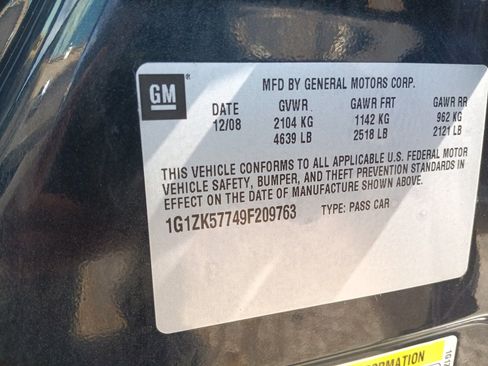 GM
MFD BY GENERAL MOTORS CORP.
DATE GVWR GAWR FRT GAWR RR
12/08 2104 KG 1142 KG 962 KG
4639 LB 2518 LB 2121 LB
THIS VEHICLE CONFORMS TO ALL APPLICABLE U.S. FEDERAL MOTOR
VEHICLE SAFETY, BUMPER, AND THEFT PREVENTION STANDARDS IN
EFFECT ON THE DATE OF MANUFACTURE SHOWN ABOVE.
1G1ZK57749F209763 TYPE: PASS CAR
FORMATION